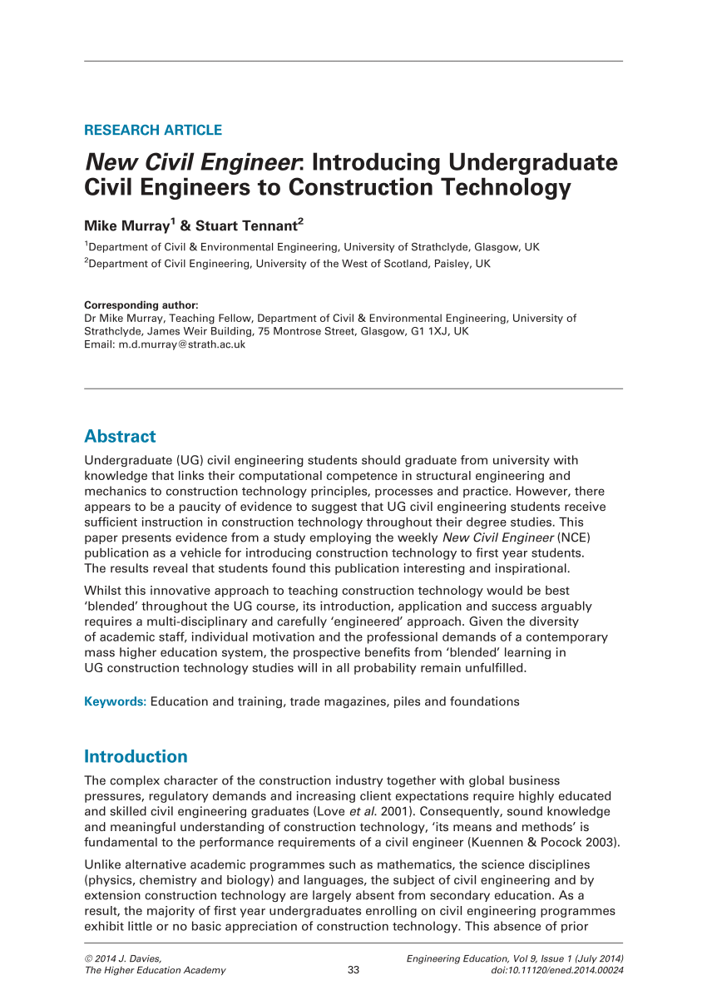 RESEARCH ARTICLE
New Civil Engineer: Introducing Undergraduate
Civil Engineers to Construction Technology
Mike Murray1 & Stuart Tennant2
1Department of Civil & Environmental Engineering, University of Strathclyde, Glasgow, UK
2Department of Civil Engineering, University of the West of Scotland, Paisley, UK
Corresponding author:
Dr Mike Murray, Teaching Fellow, Department of Civil & Environmental Engineering, University of
Strathclyde, James Weir Building, 75 Montrose Street, Glasgow, G1 1XJ, UK
Email: m.d.murray@strath.ac.uk
Abstract
Undergraduate (UG) civil engineering students should graduate from university with
knowledge that links their computational competence in structural engineering and
mechanics to construction technology principles, processes and practice. However, there
appears to be a paucity of evidence to suggest that UG civil engineering students receive
sufficient instruction in construction technology throughout their degree studies. This
paper presents evidence from a study employing the weekly New Civil Engineer (NCE)
publication as a vehicle for introducing construction technology to first year students.
The results reveal that students found this publication interesting and inspirational.
Whilst this innovative approach to teaching construction technology would be best
‘blended’ throughout the UG course, its introduction, application and success arguably
requires a multi-disciplinary and carefully ‘engineered’ approach. Given the diversity
of academic staff, individual motivation and the professional demands of a contemporary
mass higher education system, the prospective benefits from ‘blended’ learning in
UG construction technology studies will in all probability remain unfulfilled.
Keywords: Education and training, trade magazines, piles and foundations
Introduction
The complex character of the construction industry together with global business
pressures, regulatory demands and increasing client expectations require highly educated
and skilled civil engineering graduates (Love et al. 2001). Consequently, sound knowledge
and meaningful understanding of construction technology, ‘its means and methods’ is
fundamental to the performance requirements of a civil engineer (Kuennen & Pocock 2003).
Unlike alternative academic programmes such as mathematics, the science disciplines
(physics, chemistry and biology) and languages, the subject of civil engineering and by
extension construction technology are largely absent from secondary education. As a
result, the majority of first year undergraduates enrolling on civil engineering programmes
exhibit little or no basic appreciation of construction technology. This absence of prior
© 2014 J. Davies,
The Higher Education Academy
33
Engineering Education, Vol 9, Issue 1 (July 2014)
doi:10.11120/ened.2014.00024